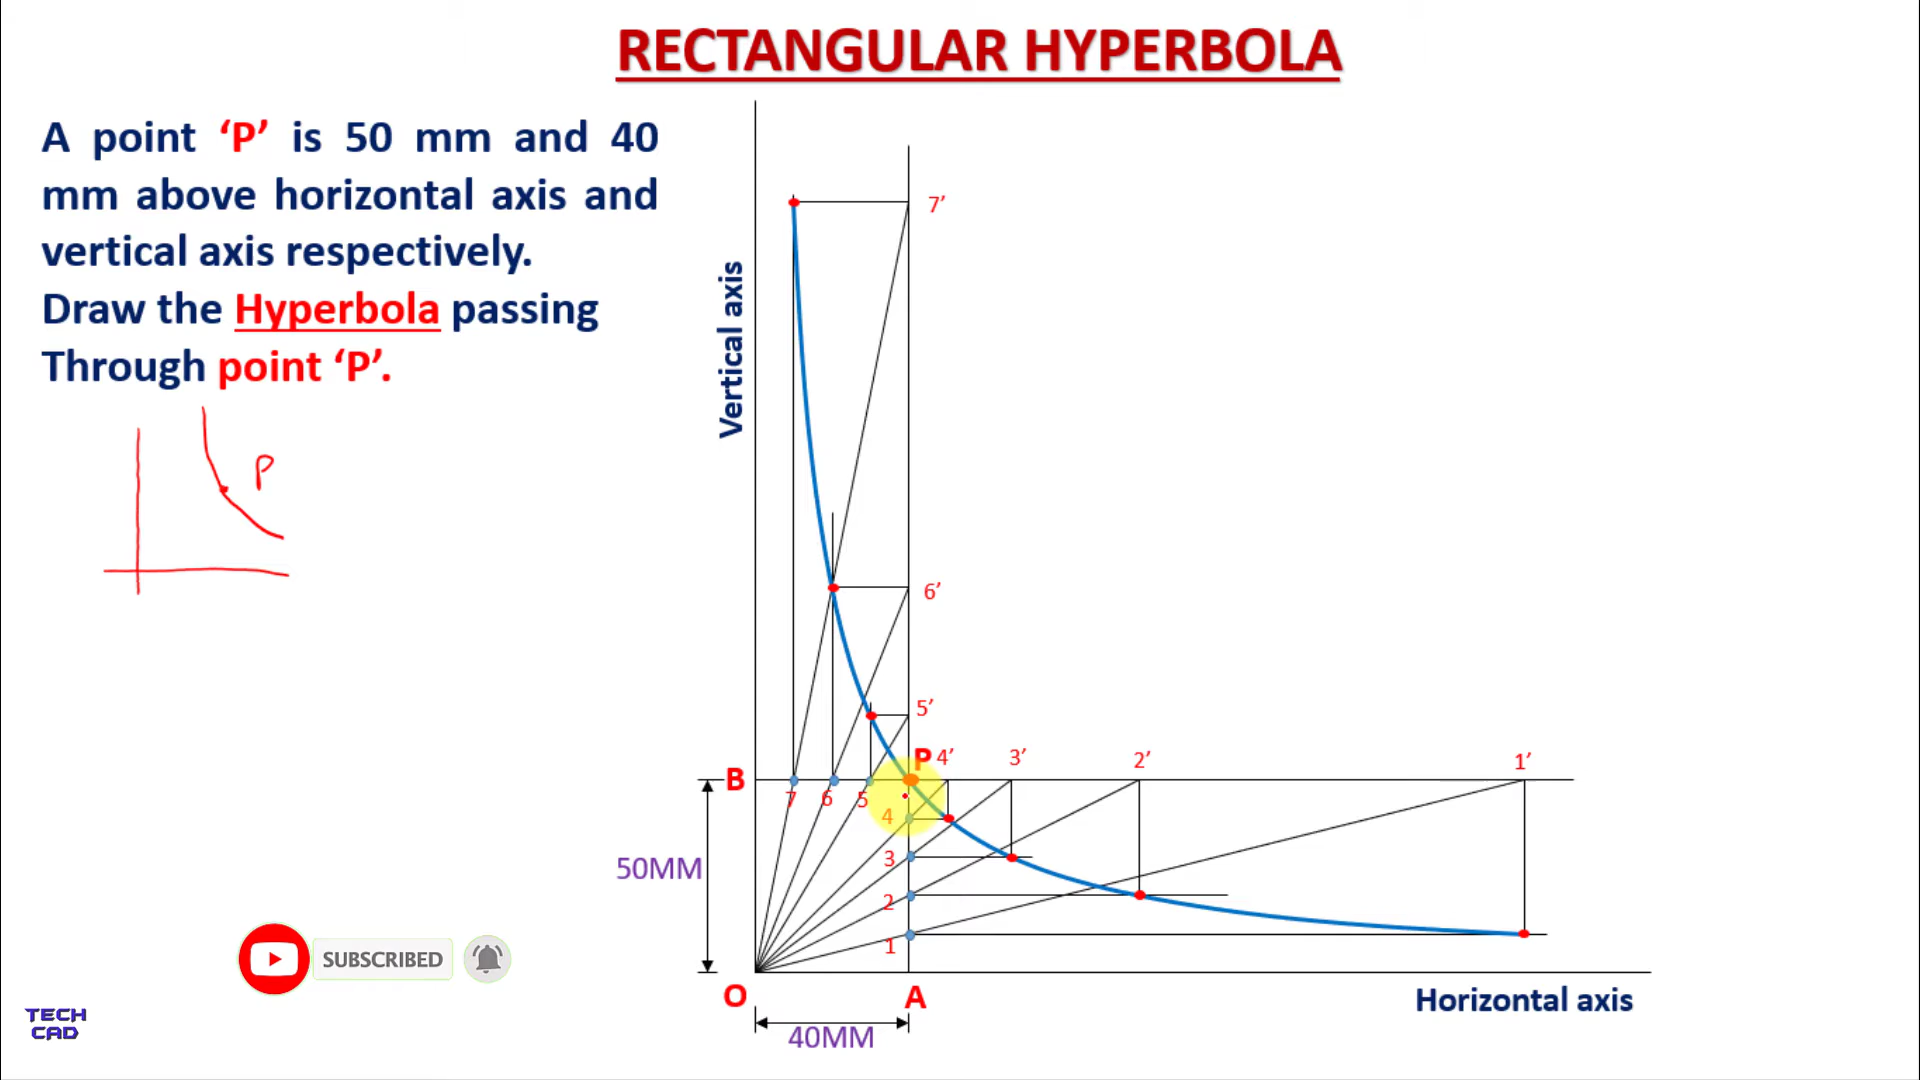 RECTANGULAR HYPERBOLA
A point ‘P’ is 50 mm and 40
mm above horizontal axis and
vertical axis respectively.
Draw the Hyperbola passing
Through point ‘P’.
P
Vertical axis
7’
6’
5’
P 4’ 3’ 2’ 1’
B
7 6 5
4
3
2
1
50MM
O A
40MM
Horizontal axis
SUBSCRIBED
TECH
CAD